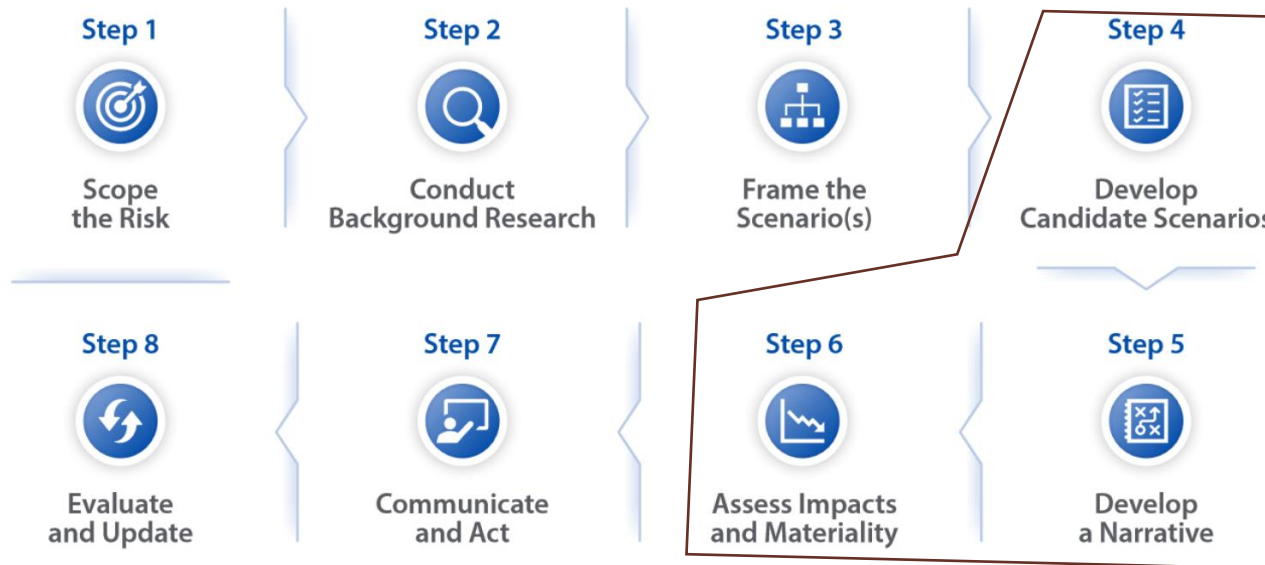 Step 1
Scope
the Risk
Step 2
Conduct
Background Research
Step 3
Frame the
Scenario(s)
Step 4
Develop
Candidate Scenarios
Step 5
Develop
a Narrative
Step 6
Assess Impacts
and Materiality
Step 7
Communicate
and Act
Step 8
Evaluate
and Update